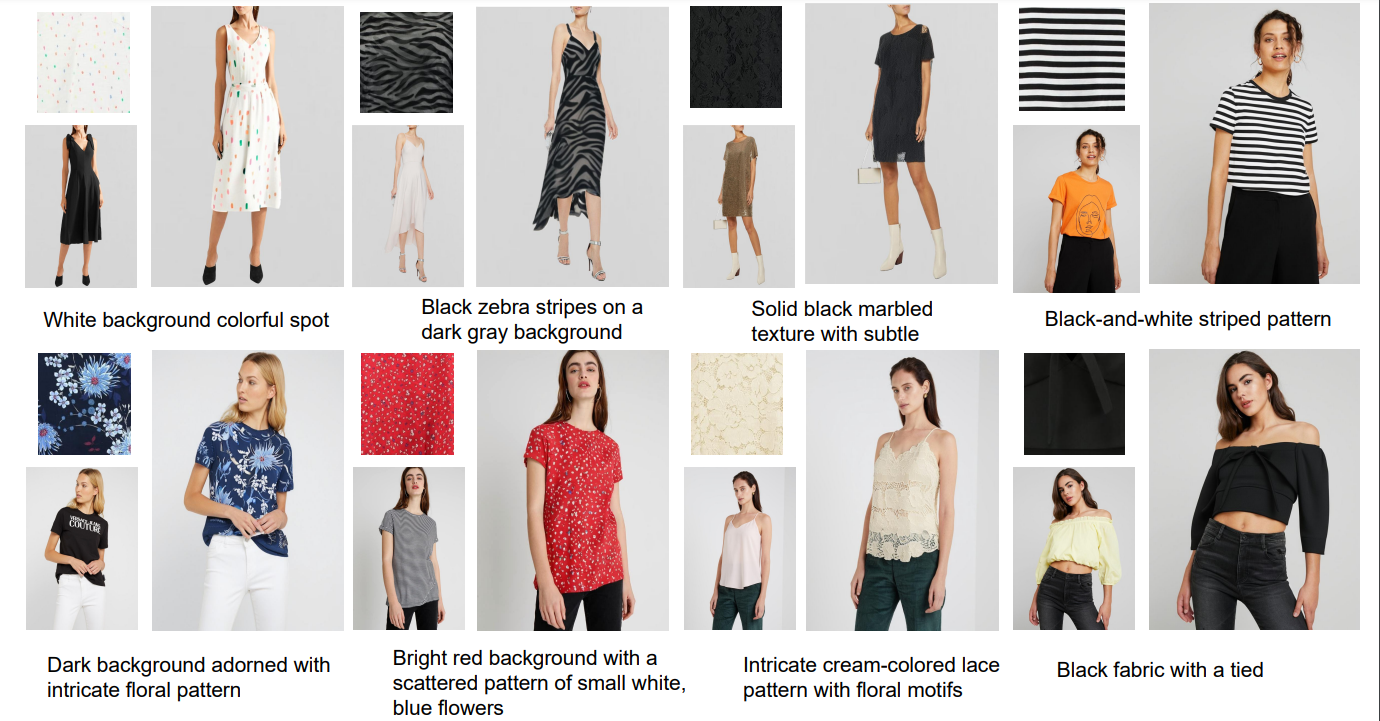 White background colorful spot
Black zebra stripes on a
dark gray background
Solid black marbled
texture with subtle
Black-and-white striped pattern
COUTURE
Dark background adorned with
intricate floral pattern
Bright red background with a
scattered pattern of small white,
blue flowers
Intricate cream-colored lace
pattern with floral motifs
Black fabric with a tied